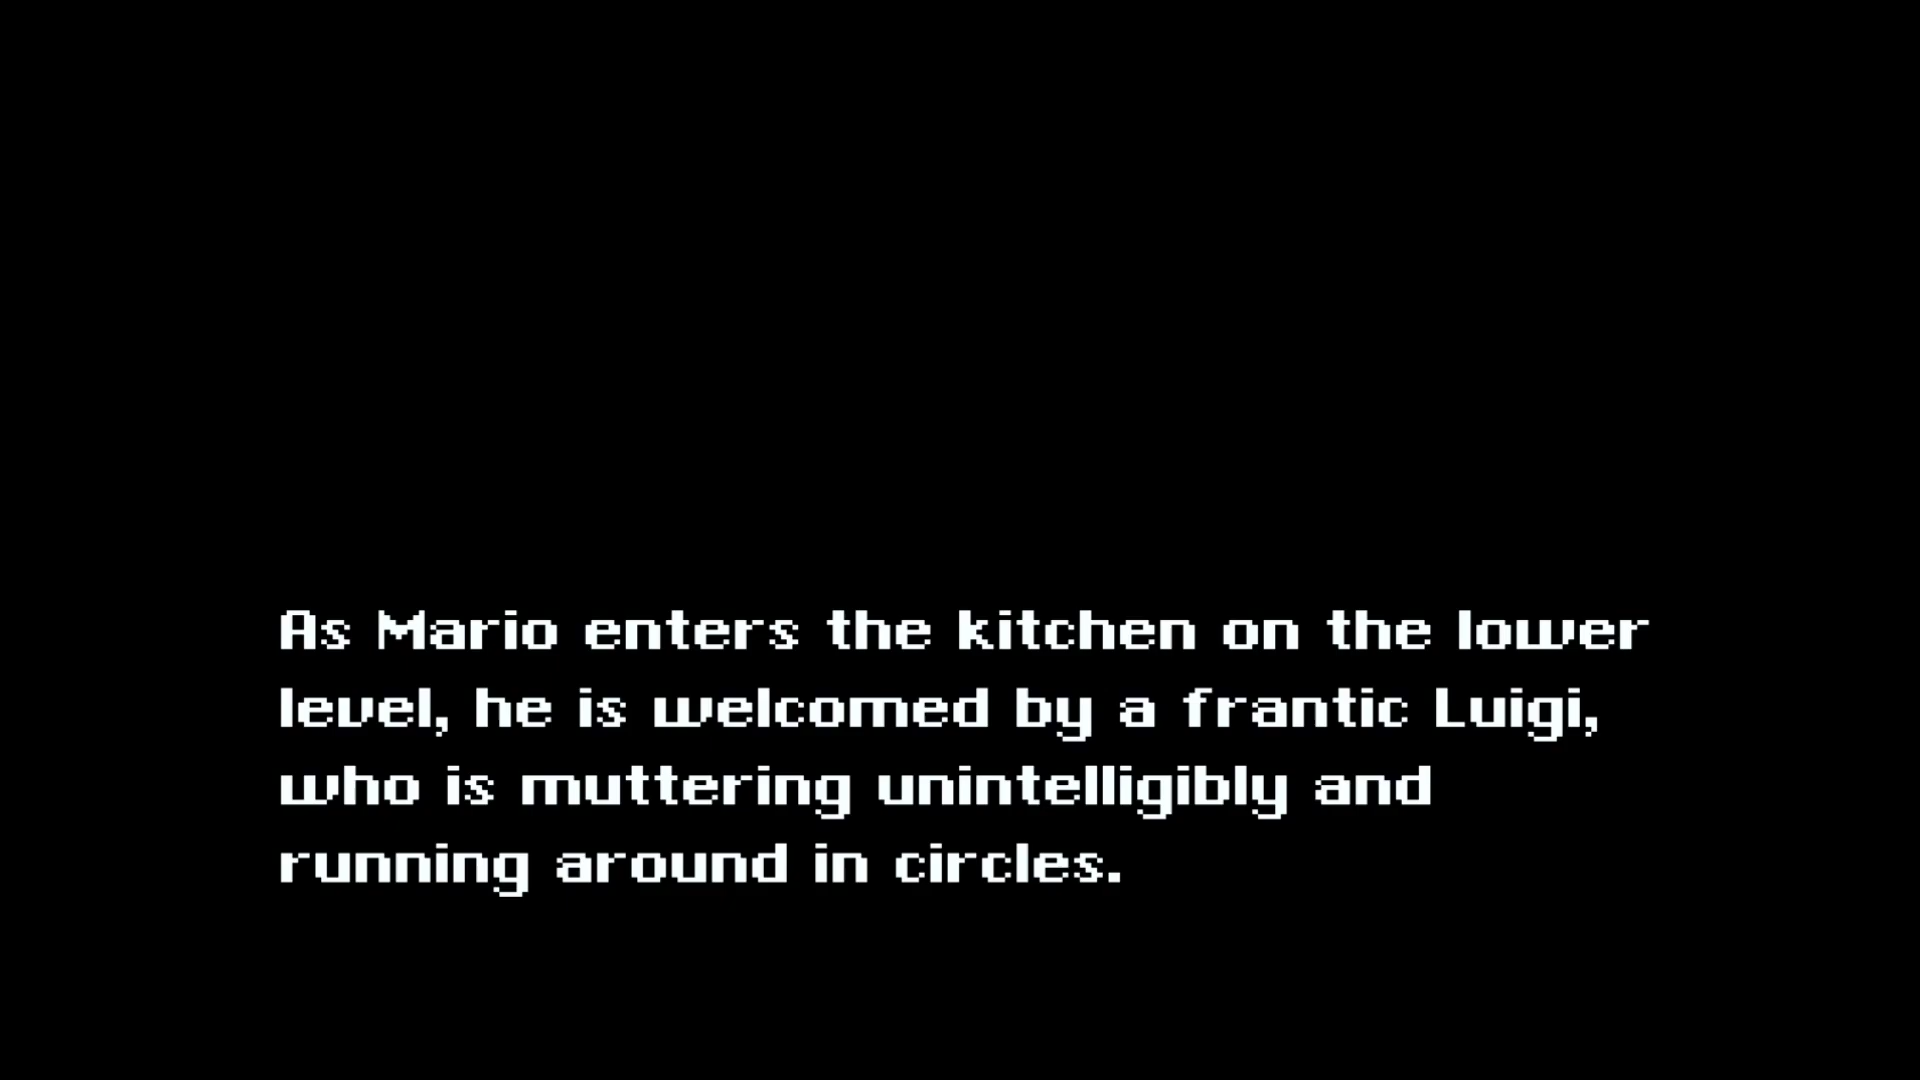 As Mario enters the kitchen on the lower
level, he is welcomed by a frantic Luigi,
who is muttering unintelligibly and
running around in circles.